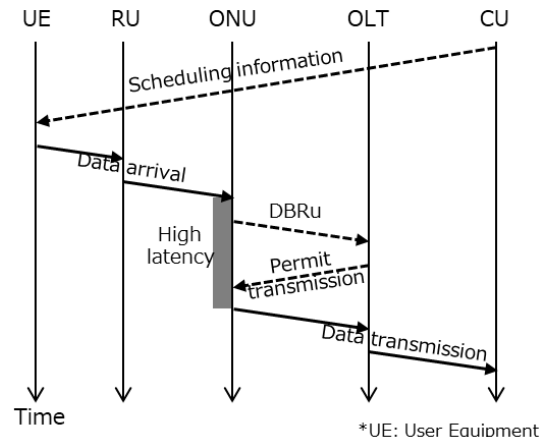 UE RU ONU OLT CU
Scheduling information
Data arrival
DBRu
High
latency
Permit
transmission
Data transmission
Time
*UE: User Equipment